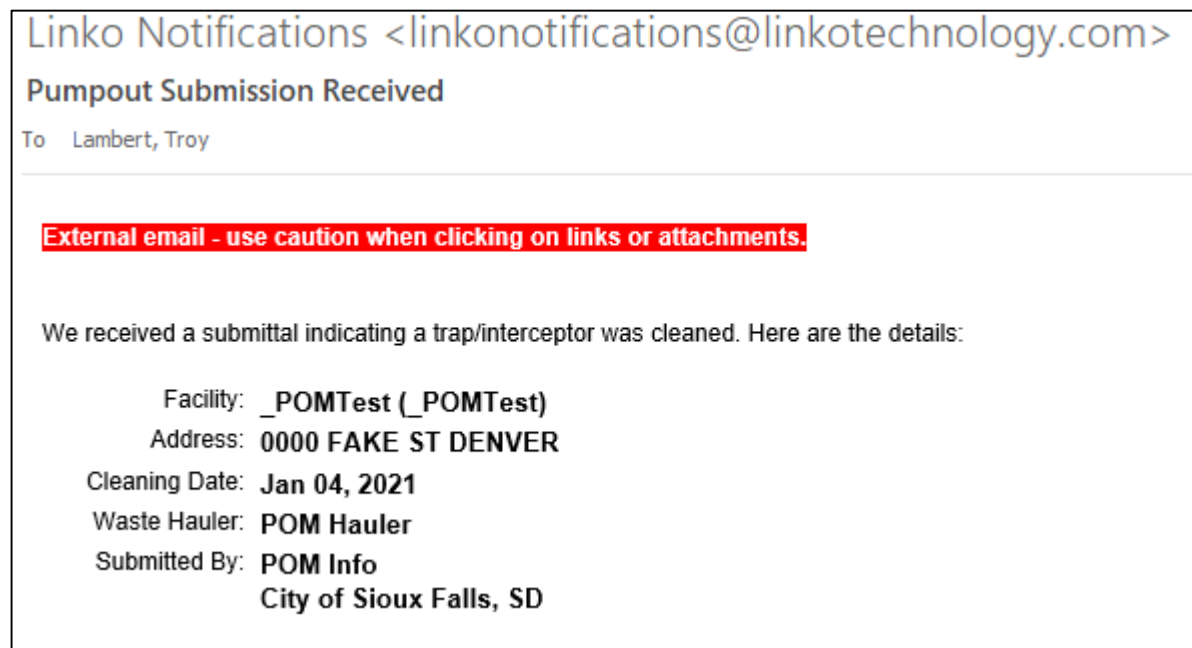 Linko Notifications <linkonotifications@linkotechnology.com>
Pumpout Submission Received
To Lambert, Troy
External email - use caution when clicking on links or attachments.
We received a submittal indicating a trap/interceptor was cleaned. Here are the details:
Facility: _POMTest (_POMTest)
Address: 0000 FAKE ST DENVER
Cleaning Date: Jan 04, 2021
Waste Hauler: POM Hauler
Submitted By: POM Info
City of Sioux Falls, SD